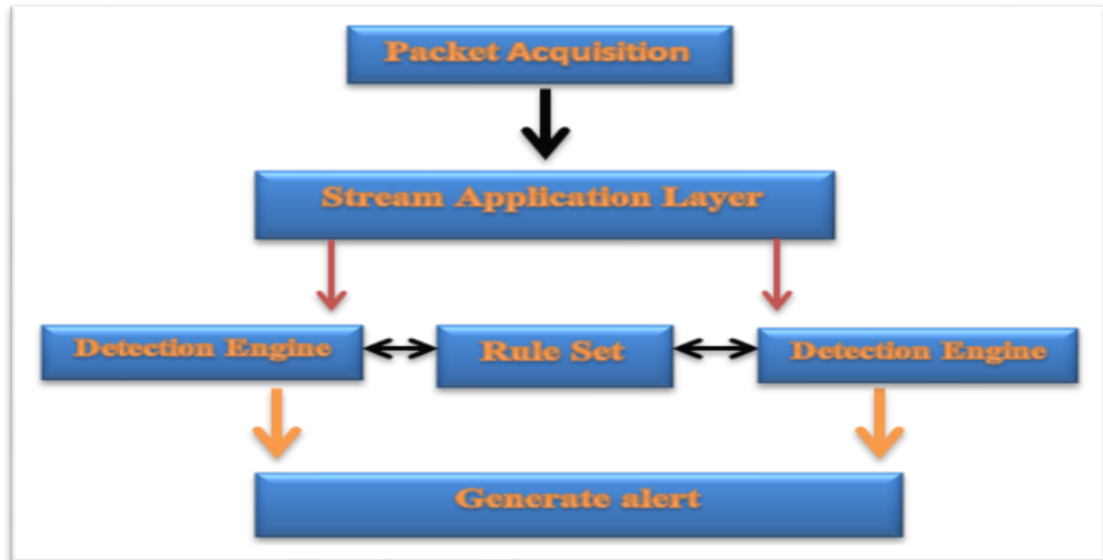 Packet Acquisition
Stream Application Layer
Detection Engine
Rule Set
Detection Engine
Generate alert